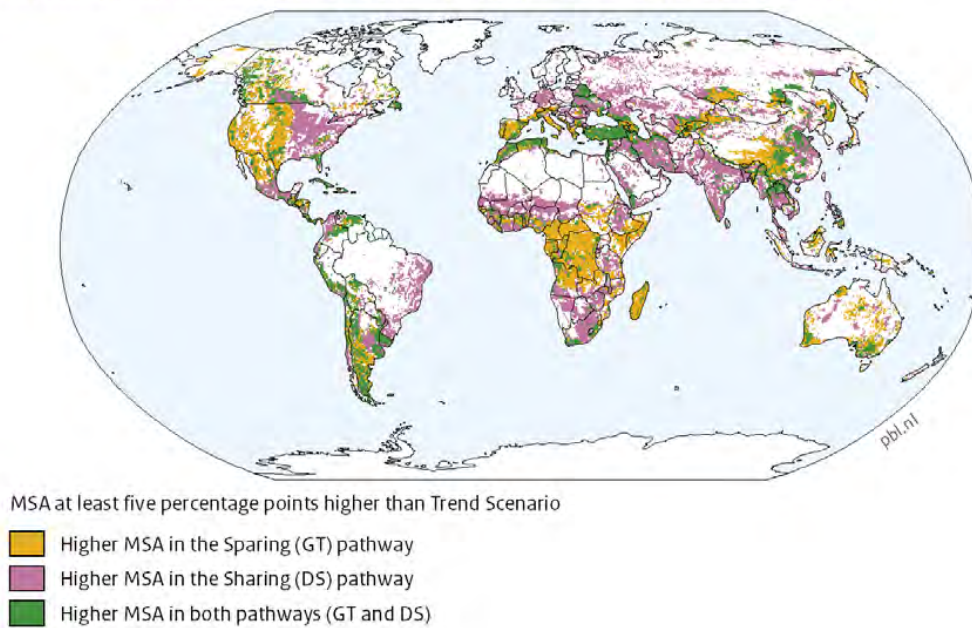 pbl.nl
MSA at least five percentage points higher than Trend Scenario
Higher MSA in the Sparing (GT) pathway
Higher MSA in the Sharing (DS) pathway
Higher MSA in both pathways (GT and DS)